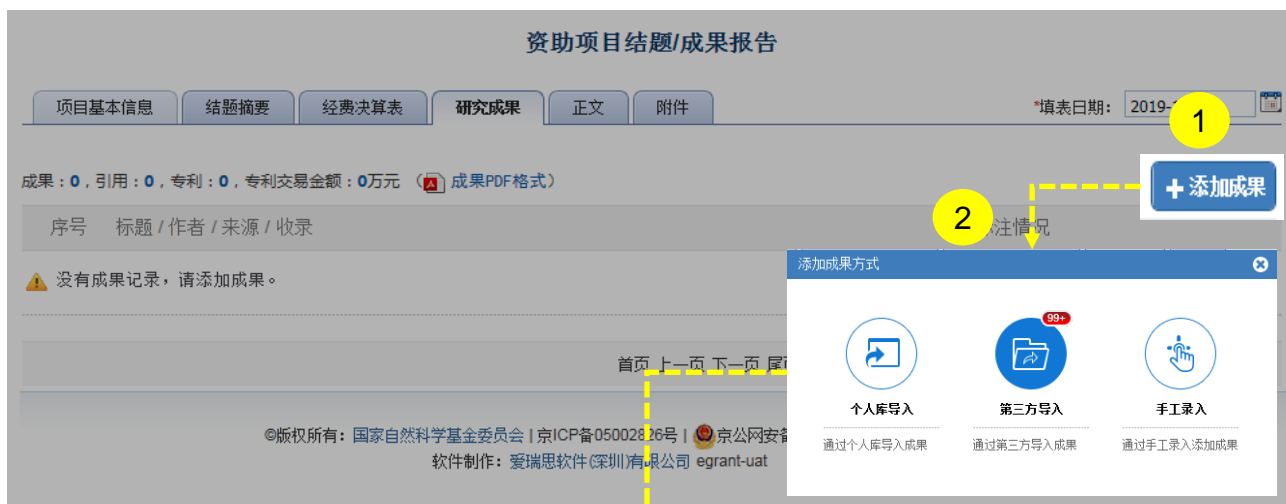 资助项目结题/成果报告
项目基本信息 结题摘要 经费决算表 研究成果 正文 附件 *填表日期： 2019-
1
成果：0，引用：0，专利：0，专利交易金额：0万元 （成果PDF格式）
+添加成果
2
序号 标题 / 作者 / 来源 / 收录 注情况
没有成果记录，请添加成果。
添加成果方式
99+
个人库导入 第三方导入 手工录入
通过个人库导入成果 通过第三方导入成果 通过手工录入添加成果
首页 上一页 下一页 尾
©版权所有：国家自然科学基金委员会 | 京ICP备05002826号 | 京公网安备
软件制作：爱瑞思软件(深圳)有限公司 egrant-uat